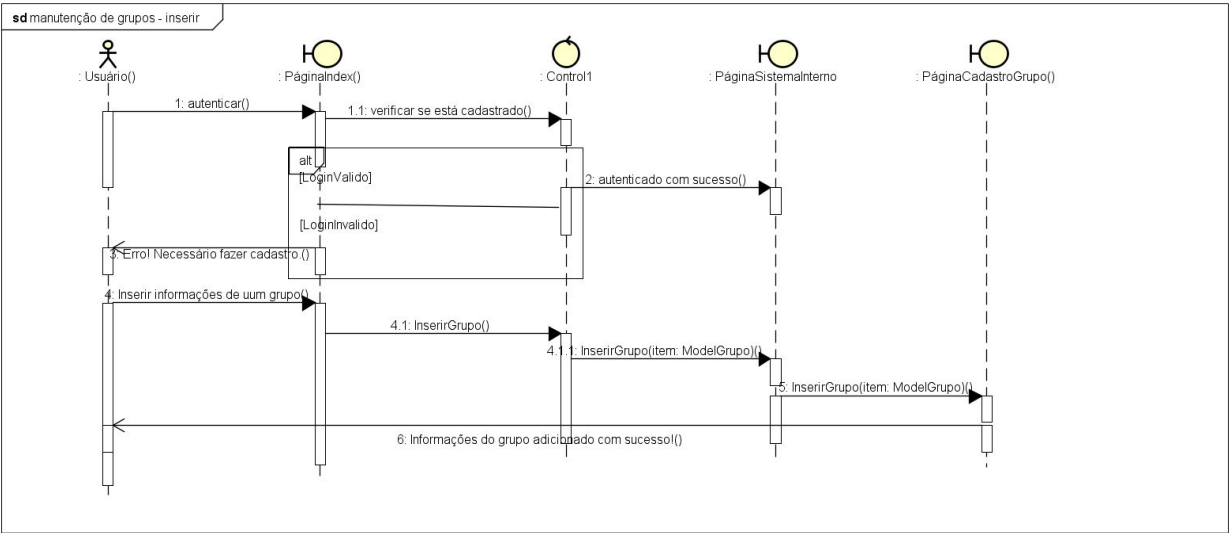 sd manutenção de grupos - inserir
: Usuário()
: PáginaIndex()
: Control1
: PáginaSistemaInterno
: PáginaCadastroGrupo()
1: autenticar()
1.1: verificar se está cadastrado()
alt
[LoginValido]
2: autenticado com sucesso()
[LoginInvalido]
3: Erro! Necessário fazer cadastro.()
4: Inserir informações de uum grupo()
4.1: InserirGrupo()
4.1.1: InserirGrupo(item: ModelGrupo)()
5: InserirGrupo(item: ModelGrupo)()
6: Informações do grupo adicionado com sucesso!()